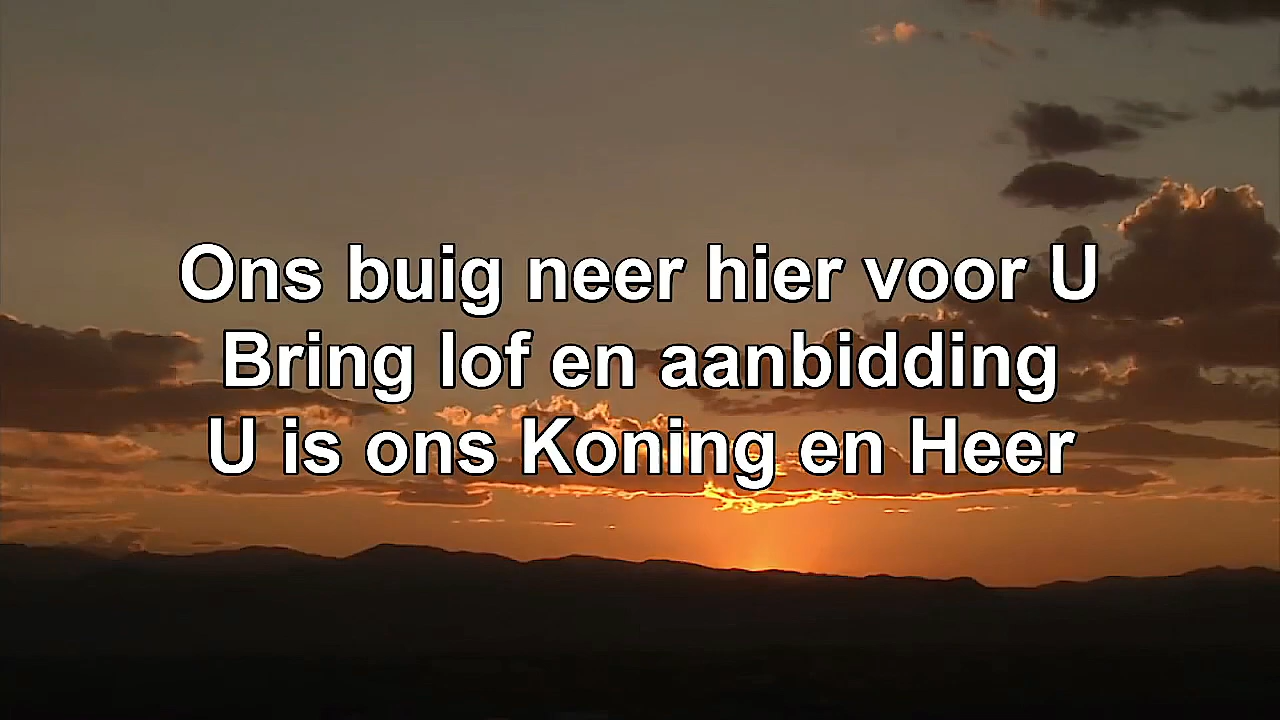 Ons buig neer hier voor U
Bring lof en aanbidding
U is ons Koning en Heer